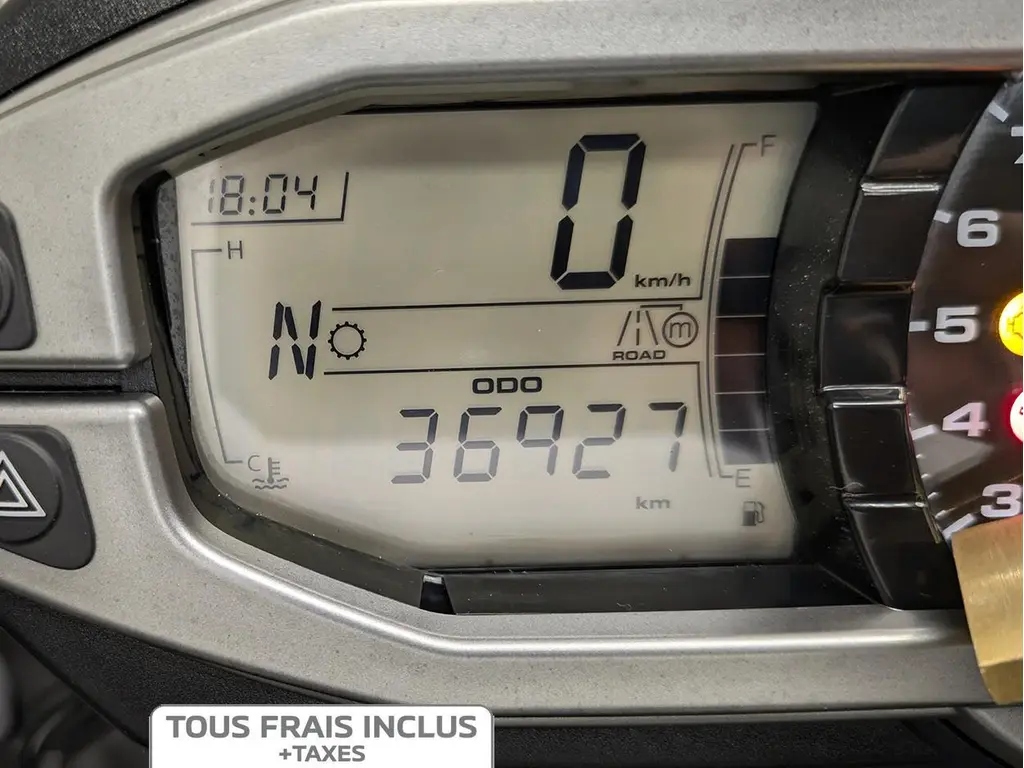 18:04
0
km/h
F
H
N
m
ROAD
ODO
36927
km
C
E
6
5
4
3
TOUS FRAIS INCLUS
+TAXES